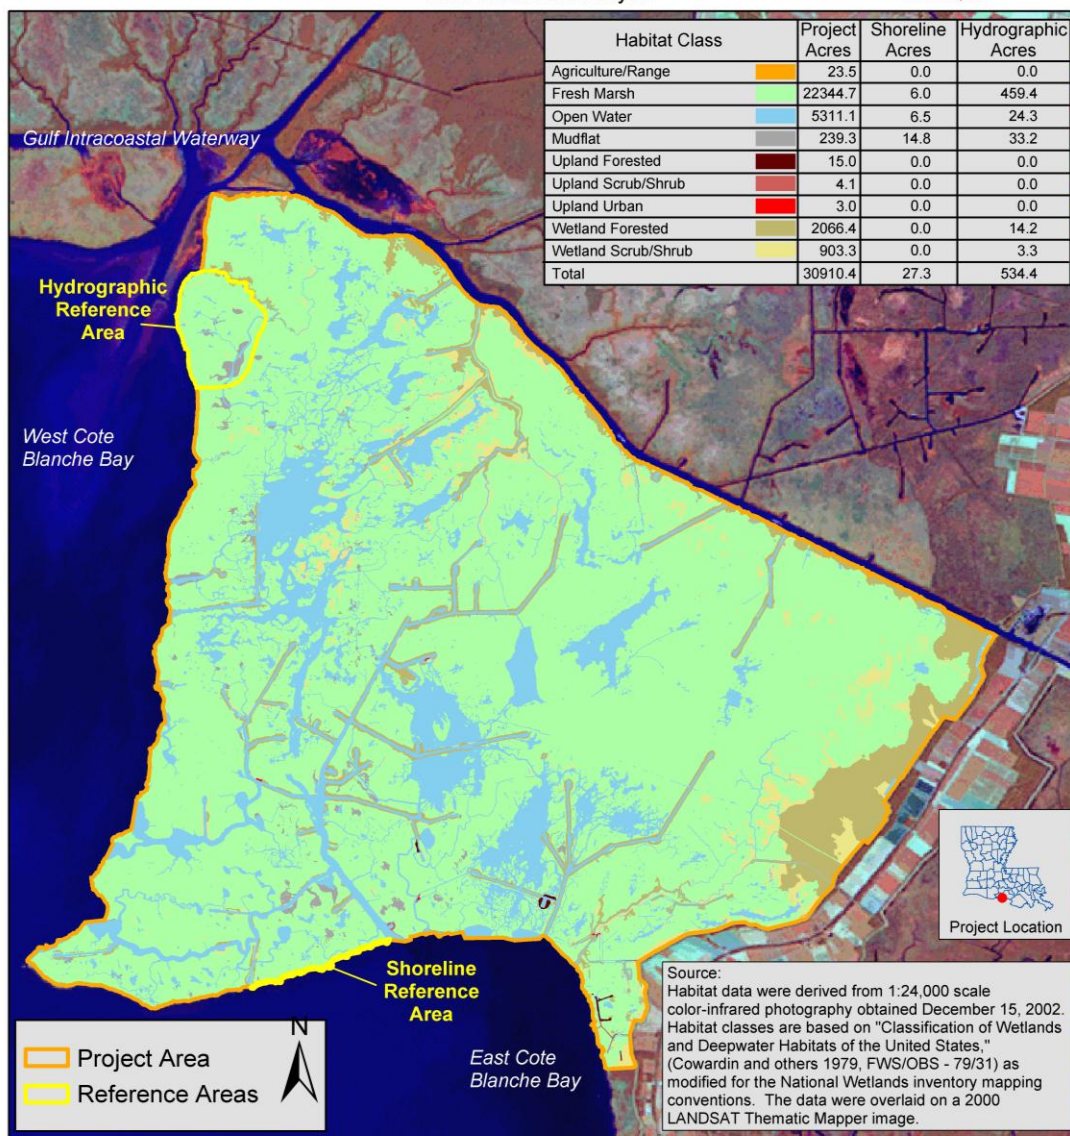 Habitat Class Project Acres Shoreline Acres Hydrographic Acres
Agriculture/Range 23.5 0.0 0.0
Fresh Marsh 22344.7 6.0 459.4
Open Water 5311.1 6.5 24.3
Mudflat 239.3 14.8 33.2
Upland Forested 15.0 0.0 0.0
Upland Scrub/Shrub 4.1 0.0 0.0
Upland Urban 3.0 0.0 0.0
Wetland Forested 2066.4 0.0 14.2
Wetland Scrub/Shrub 903.3 0.0 3.3
Total 30910.4 27.3 534.4
Gulf Intracoastal Waterway
Hydrographic
Reference
Area
West Cote
Blanche Bay
Project Location
Shoreline
Reference
Area
East Cote
Blanche Bay
N
Project Area
Reference Areas
Source:
Habitat data were derived from 1:24,000 scale
color-infrared photography obtained December 15, 2002.
Habitat classes are based on "Classification of Wetlands
and Deepwater Habitats of the United States,"
(Cowardin and others 1979, FWS/OBS - 79/31) as
modified for the National Wetlands inventory mapping
conventions. The data were overlaid on a 2000
LANDSAT Thematic Mapper image.